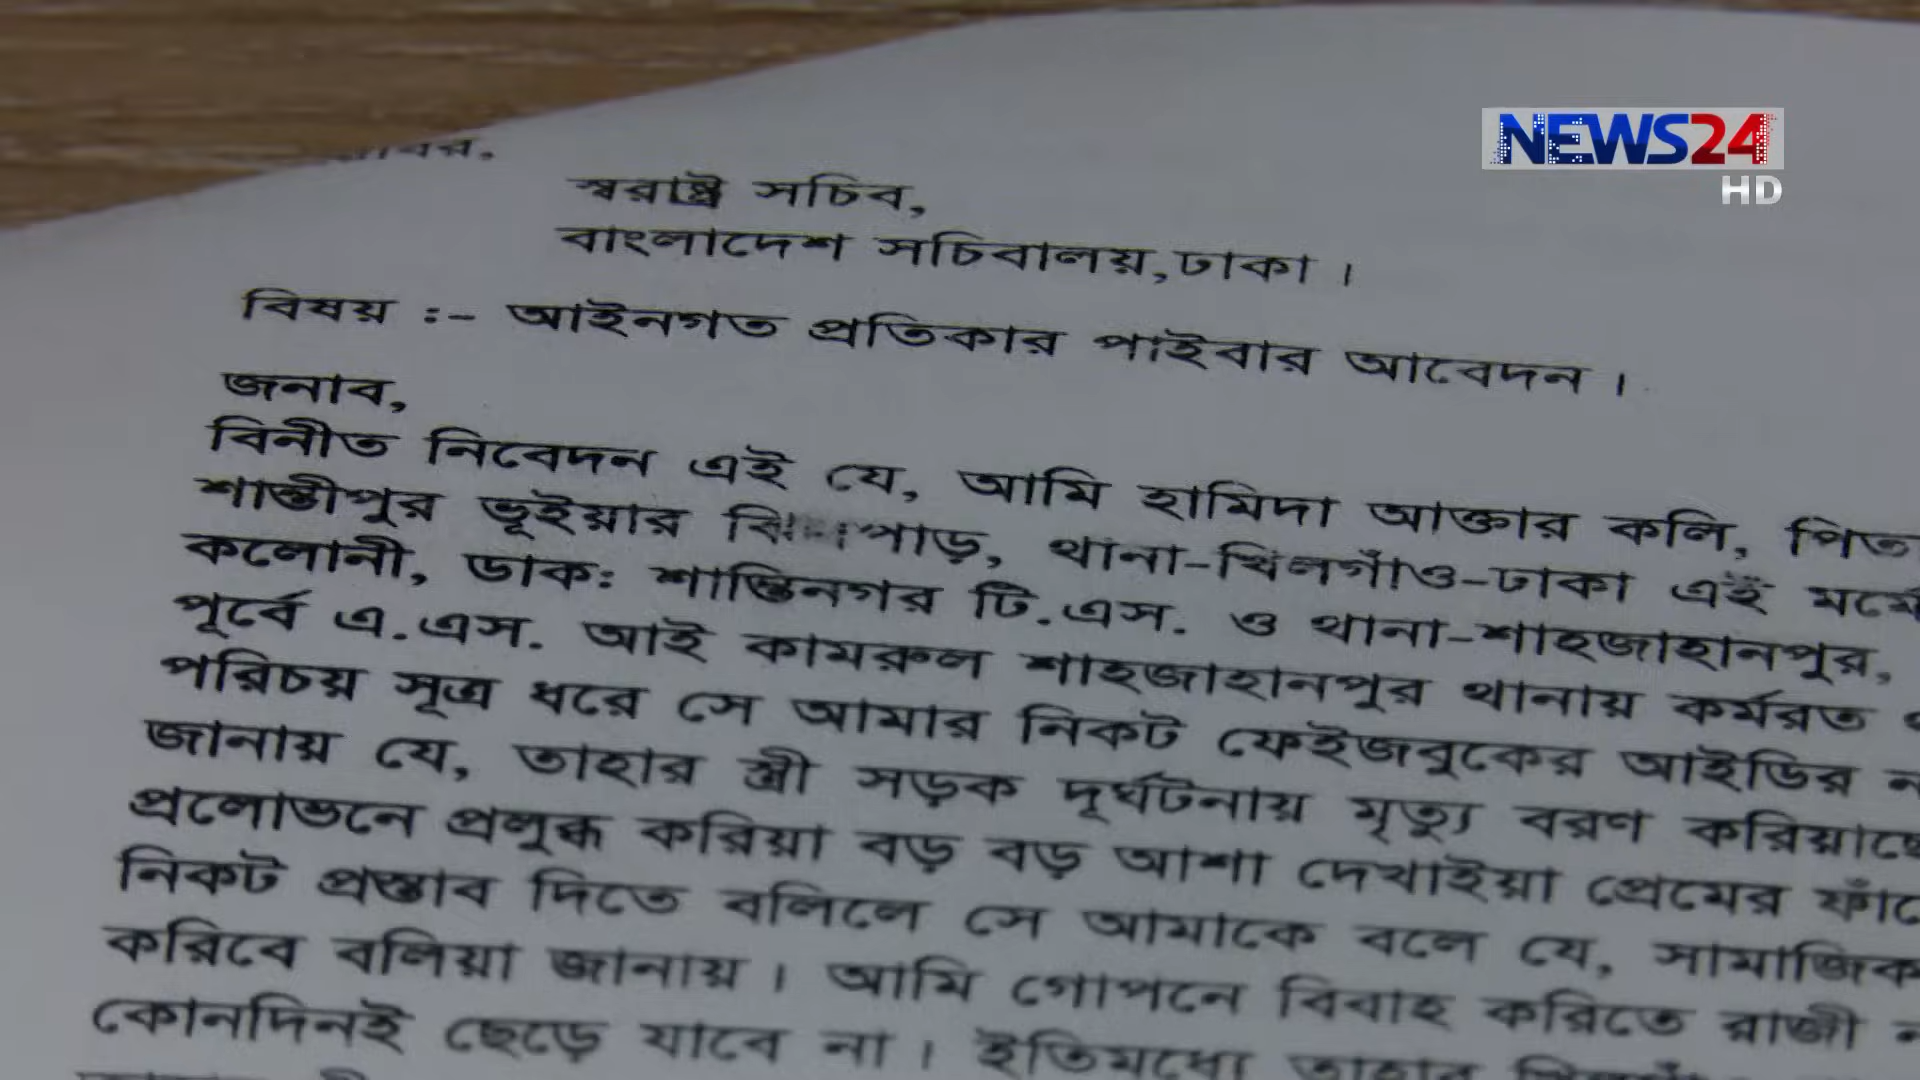 NEWS24
HD
স্বরাষ্ট্র সচিব,
বাংলাদেশ সচিবালয়,ঢাকা।
বিষয় :- আইনগত প্রতিকার পাইবার আবেদন।
জনাব,
বিনীত নিবেদন এই যে, আমি হামিদা আক্তার কলি, পিতা
শান্তীপুর ভূইয়ার পাড়, থানা-খিলগাঁও-ঢাকা এই মর্মে
কলোনী, ডাক: শান্তিনগর টি.এস. ও থানা-শাহজাহানপুর,
পূর্বে এ.এস. আই কামরুল শাহজাহানপুর থানায় কর্মরত
পরিচয় সূত্র ধরে সে আমার নিকট ফেইজবুকের আইডির
জানায় যে, তাহার স্ত্রী সড়ক দূর্ঘটনায় মৃত্যু বরণ করিয়াছে
প্রলোভনে প্রলুব্ধ করিয়া বড় বড় আশা দেখাইয়া প্রেমের
নিকট প্রস্তাব দিতে বলিলে সে আমাকে বলে যে, সামাজিক
করিবে বলিয়া জানায়। আমি গোপনে বিবাহ করিতে রাজী
কোনদিনই ছেড়ে যাবে না। ইতিমধ্যে তাহার